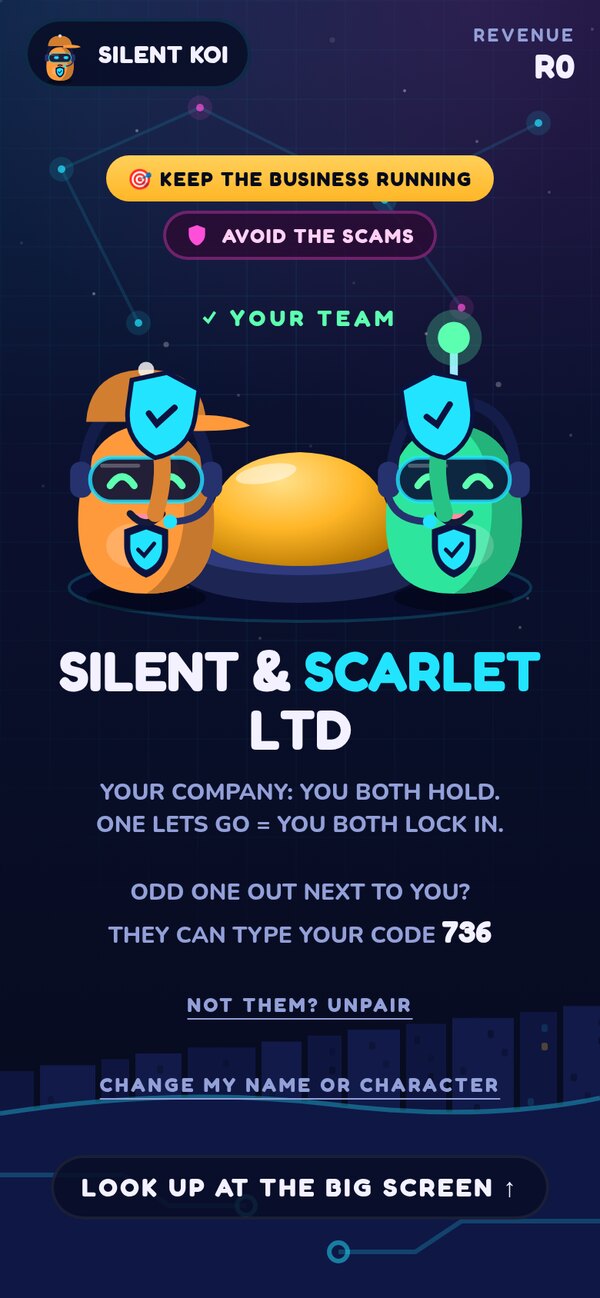 SILENT KOI
REVENUE
R0
🎯 KEEP THE BUSINESS RUNNING
AVOID THE SCAMS
✓ YOUR TEAM
SILENT & SCARLET
LTD
YOUR COMPANY: YOU BOTH HOLD.
ONE LETS GO = YOU BOTH LOCK IN.
ODD ONE OUT NEXT TO YOU?
THEY CAN TYPE YOUR CODE 736
NOT THEM? UNPAIR
CHANGE MY NAME OR CHARACTER
LOOK UP AT THE BIG SCREEN ↑